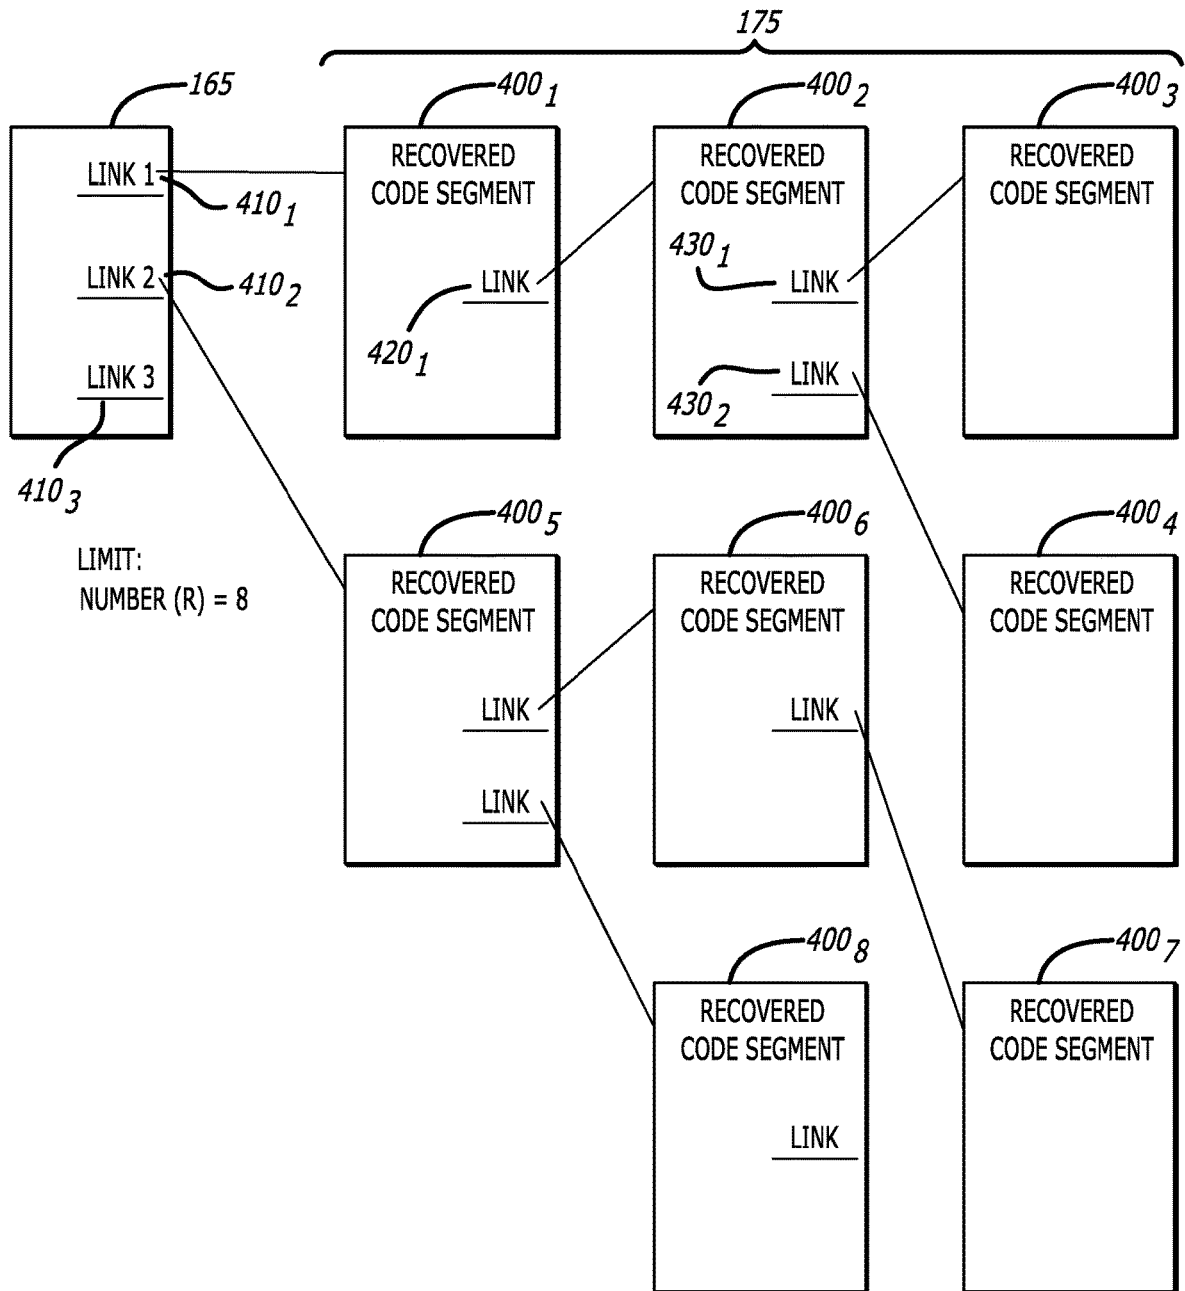 175
165
400 1
400 2
400 3
LINK 1
410 1
LINK 2
410 2
LINK 3
410 3
RECOVERED
CODE SEGMENT
LINK
420 1
RECOVERED
CODE SEGMENT
430 1
LINK
430 2
LINK
RECOVERED
CODE SEGMENT
LIMIT:
NUMBER (R) = 8
400 5
RECOVERED
CODE SEGMENT
LINK
LINK
400 6
RECOVERED
CODE SEGMENT
LINK
400 4
RECOVERED
CODE SEGMENT
400 8
RECOVERED
CODE SEGMENT
LINK
400 7
RECOVERED
CODE SEGMENT